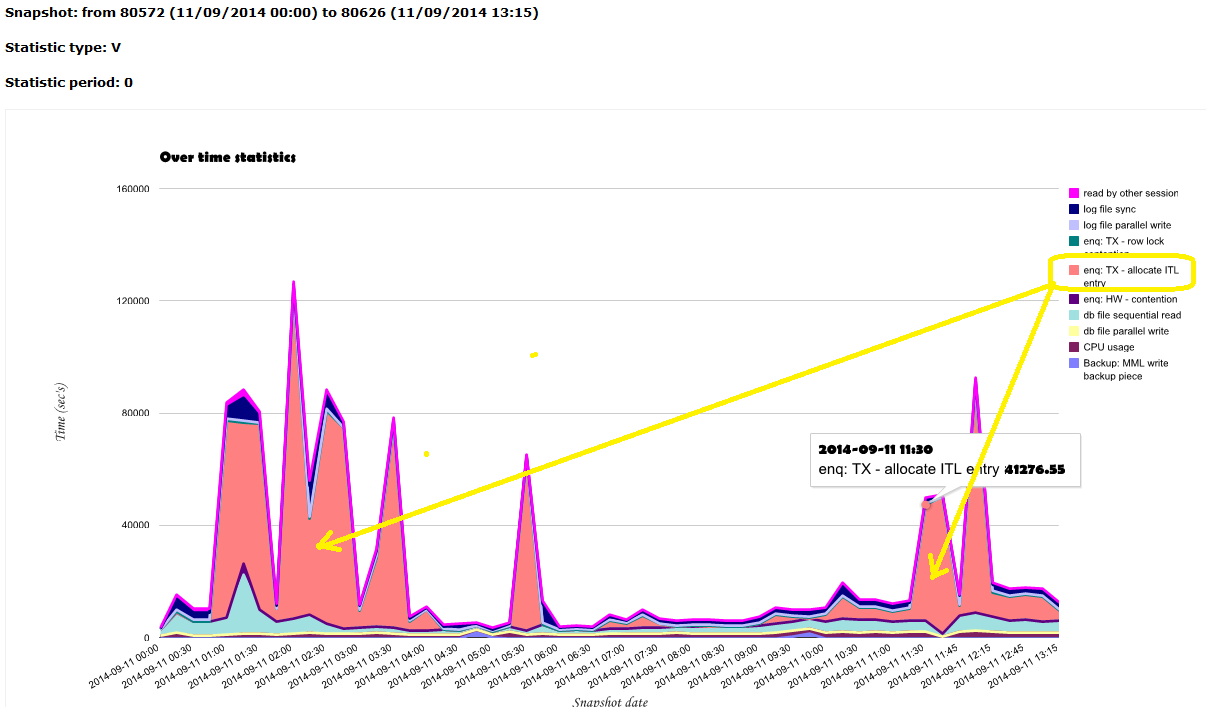 Snapshot: from 80572 (11/09/2014 00:00) to 80626 (11/09/2014 13:15)
Statistic type: V
Statistic period: 0
Over time statistics
160000
120000
80000
40000
0
Time (sec's)
read by other session
log file sync
log file parallel write
enq: TX - row lock
contention
enq: TX - allocate ITL
entry
enq: HW - contention
db file sequential read
db file parallel write
CPU usage
Backup: MML write
backup piece
2014-09-11 11:30
enq: TX - allocate ITL entry 41276.55
2014-09-11 00:00
2014-09-11 00:30
2014-09-11 01:00
2014-09-11 01:30
2014-09-11 02:00
2014-09-11 02:30
2014-09-11 03:00
2014-09-11 03:30
2014-09-11 04:00
2014-09-11 04:30
2014-09-11 05:00
2014-09-11 05:30
2014-09-11 06:00
2014-09-11 06:30
2014-09-11 07:00
2014-09-11 07:30
2014-09-11 08:00
2014-09-11 08:30
2014-09-11 09:00
2014-09-11 09:30
2014-09-11 10:00
2014-09-11 10:30
2014-09-11 11:00
2014-09-11 11:30
2014-09-11 11:45
2014-09-11 12:15
2014-09-11 12:45
2014-09-11 13:15
Snapshot date